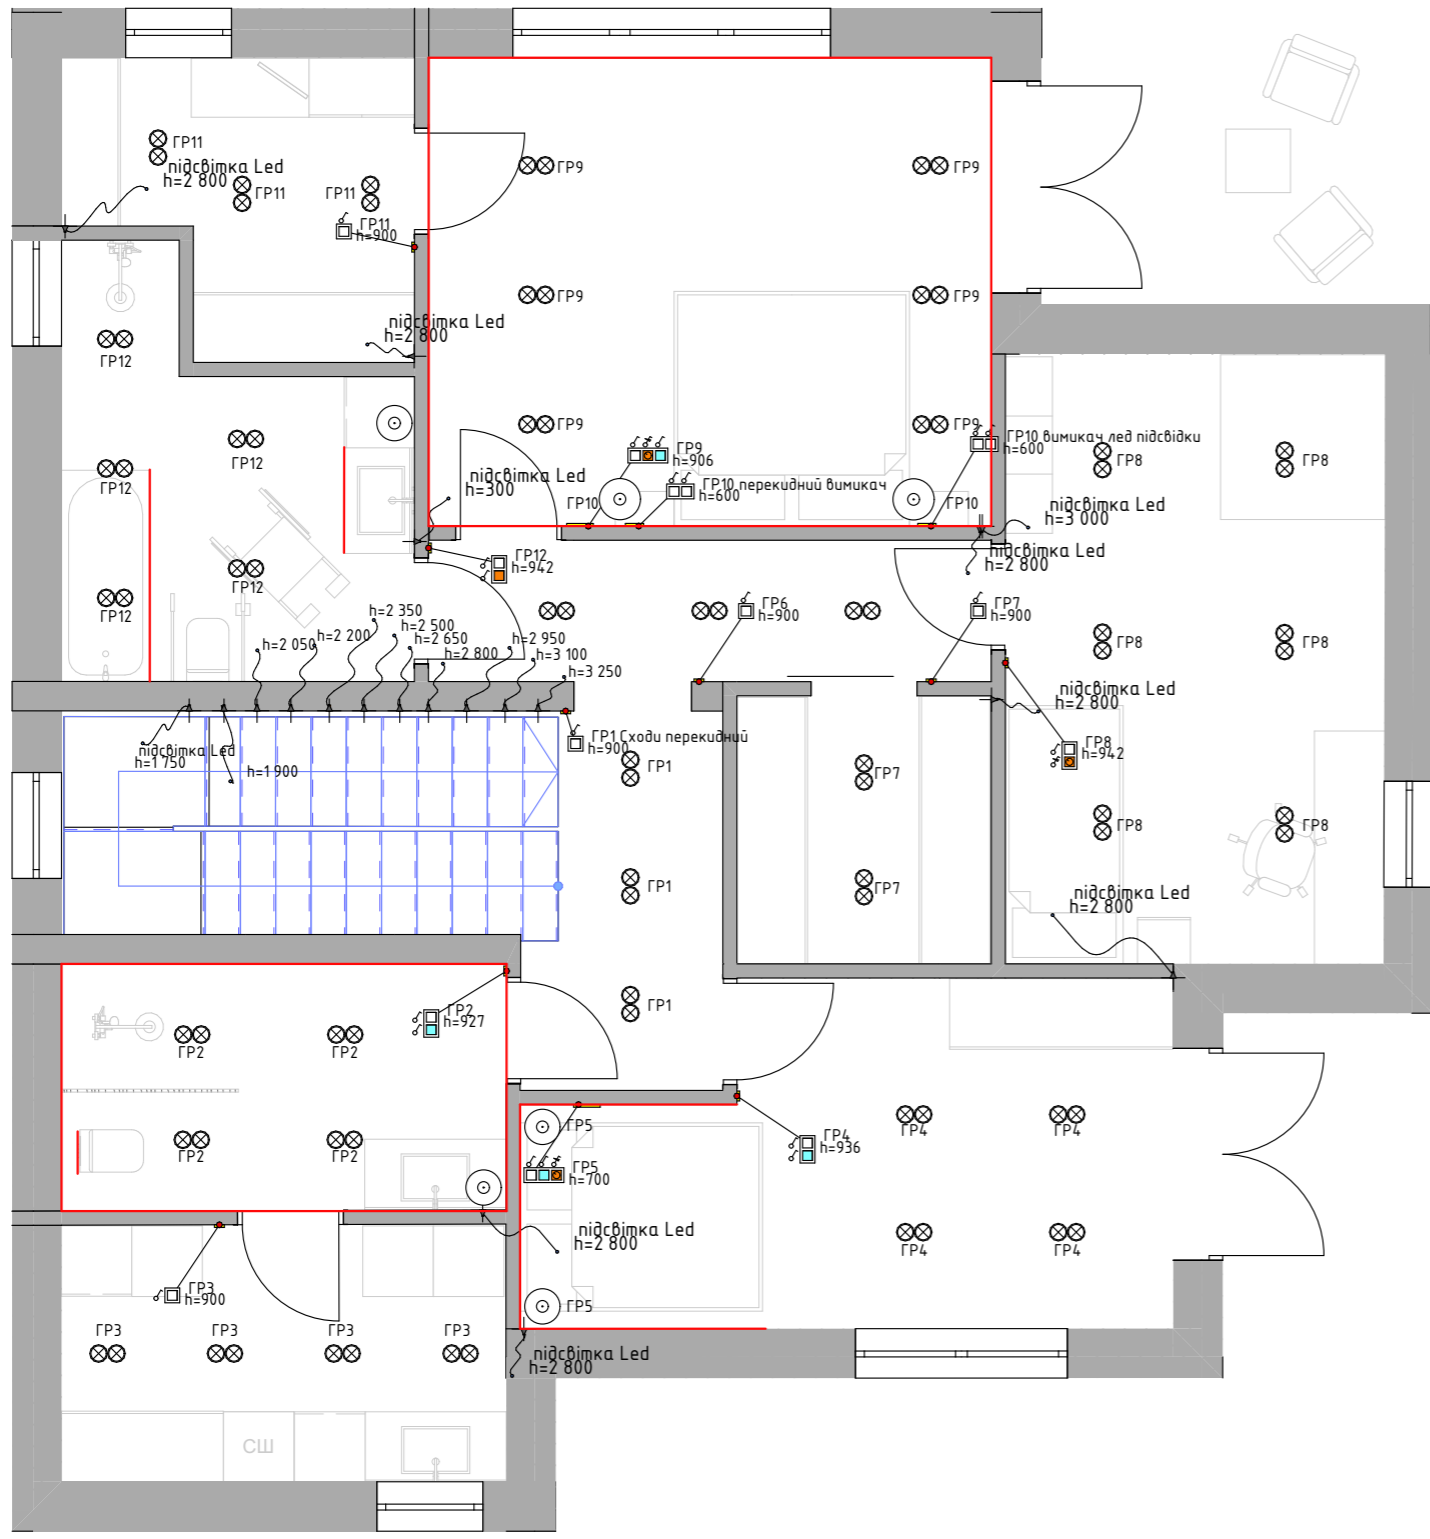 ГР11
підсвітка Led
h=2 800
ГР11
ГР11
ГР11
h=900
ГР9
ГР9
ГР9
ГР9
підсвітка Led
h=2 800
ГР12
ГР9
ГР9
ГР12
ГР12
ГР12
ГР12
ГР9
h=906
ГР10 вимикач лед підсвідки
h=600
ГР10 перекидний вимикач
h=600
ГР10
ГР10
підсвітка Led
h=300
підсвітка Led
h=3 000
підсвітка Led
h=2 800
ГР8
ГР8
ГР12
h=942
ГР6
h=900
ГР7
h=900
ГР8
ГР8
h=2 050
h=2 200
h=2 350
h=2 500
h=2 650
h=2 800
h=2 950
h=3 100
h=3 250
підсвітка Led
h=1 750
h=1 900
ГР1 Сходи перекидний
h=900
підсвітка Led
h=2 800
ГР8
h=942
ГР1
ГР7
ГР8
ГР8
ГР1
ГР7
підсвітка Led
h=2 800
ГР1
ГР2
h=927
ГР2
ГР2
ГР2
ГР2
ГР5
ГР5
h=700
ГР4
h=936
ГР4
ГР4
ГР4
ГР4
підсвітка Led
h=2 800
ГР5
ГР3
h=900
ГР3
ГР3
ГР3
ГР3
підсвітка Led
h=2 800
СШ